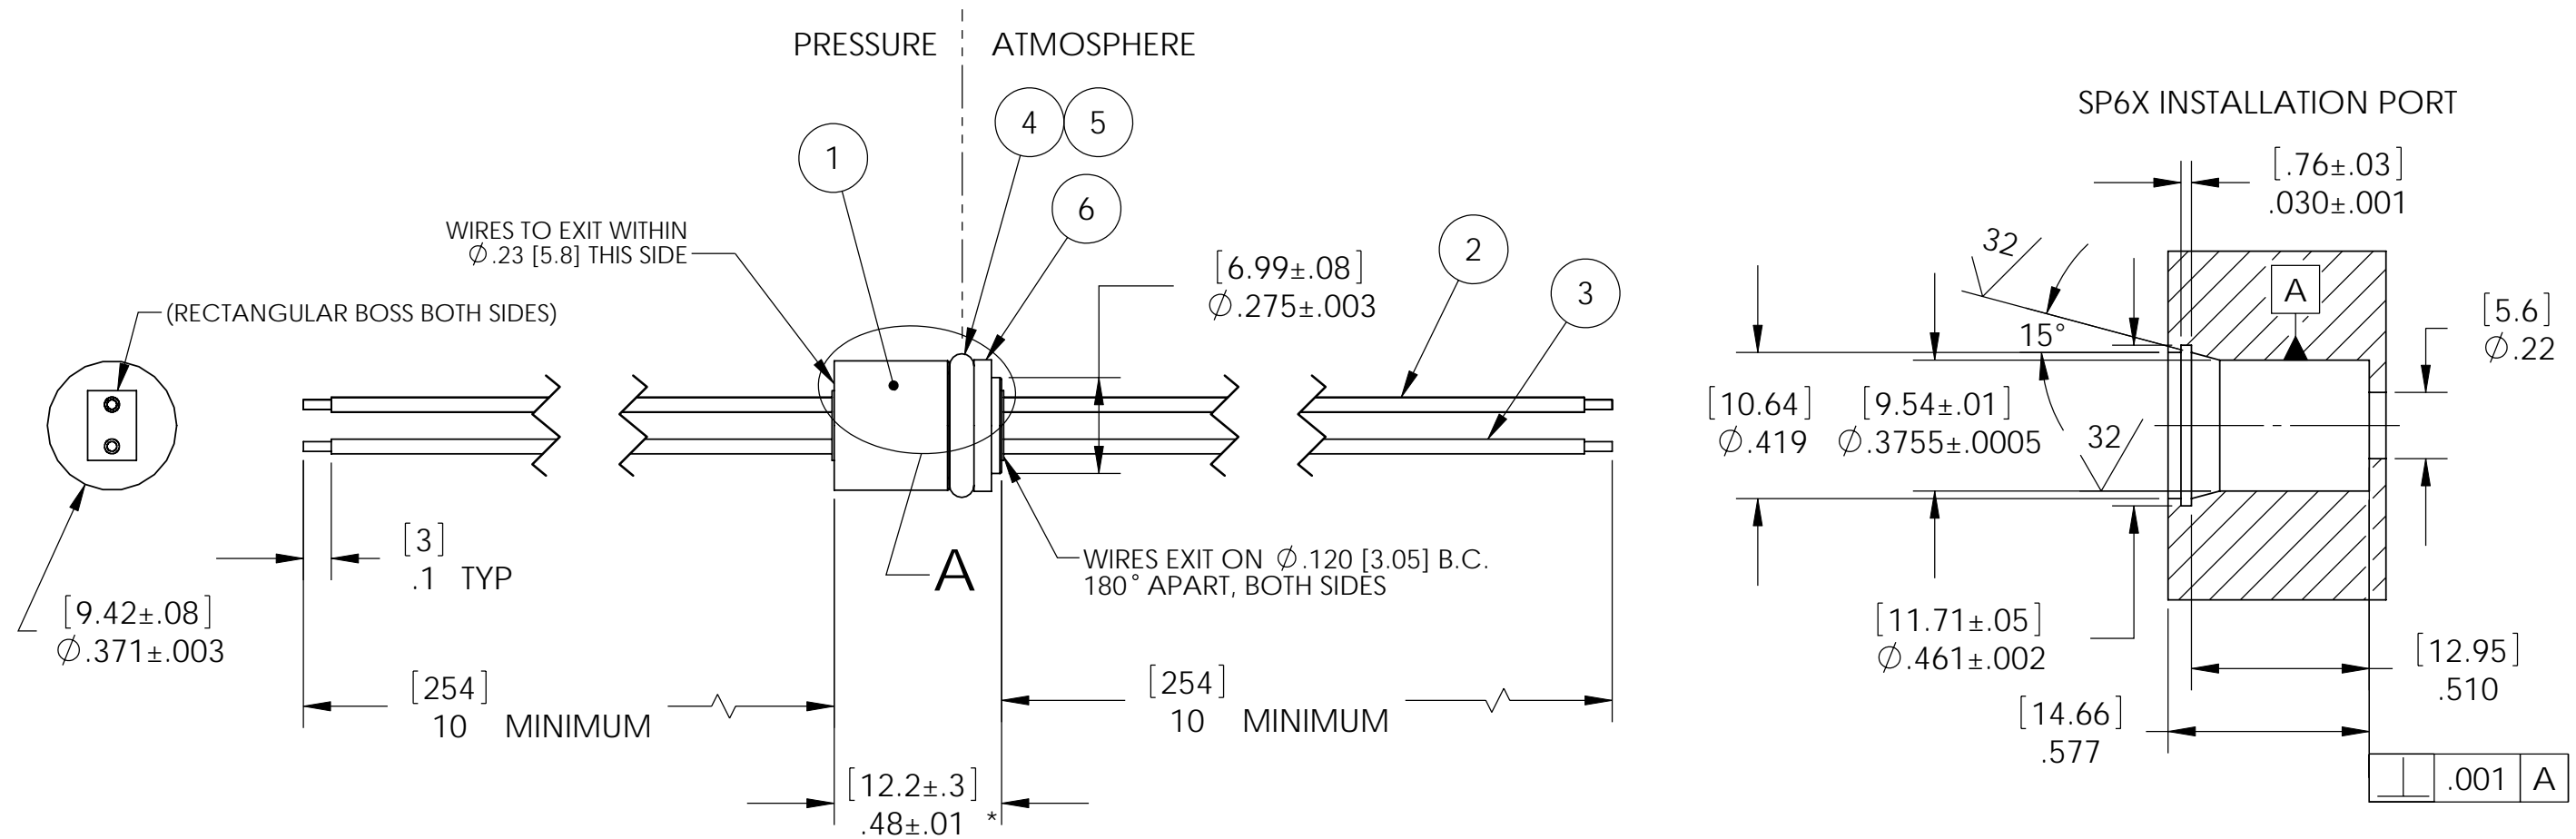 PRESSURE
ATMOSPHERE
4
5
1
6
2
3
WIRES TO EXIT WITHIN
∅.23 [5.8] THIS SIDE
(RECTANGULAR BOSS BOTH SIDES)
[6.99±.08]
∅.275±.003
[3]
.1 TYP
[9.42±.08]
∅.371±.003
A
WIRES EXIT ON ∅.120 [3.05] B.C.
180° APART, BOTH SIDES
[254]
10 MINIMUM
[254]
10 MINIMUM
[12.2±.3]
.48±.01 *
SP6X INSTALLATION PORT
[.76±.03]
.030±.001
32
15°
A
[5.6]
∅.22
[10.64]
∅.419
[9.54±.01]
∅.3755±.0005
32
[11.71±.05]
∅.461±.002
[12.95]
.510
[14.66]
.577
⊥ .001 A